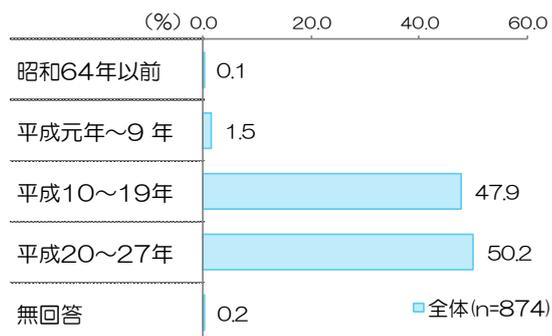 (%) 0.0 20.0 40.0 60.0
昭和64年以前 0.1
平成元年～9 年 1.5
平成10～19年 47.9
平成20～27年 50.2
無回答 0.2
全体(n=874)